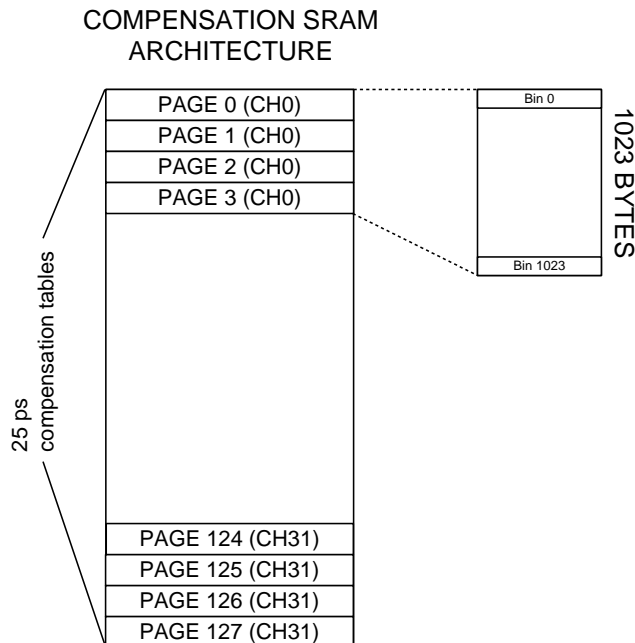 COMPENSATION SRAM
ARCHITECTURE
PAGE 0 (CH0)
PAGE 1 (CH0)
PAGE 2 (CH0)
PAGE 3 (CH0)
PAGE 124 (CH31)
PAGE 125 (CH31)
PAGE 126 (CH31)
PAGE 127 (CH31)
Bin 0
Bin 1023
1023 BYTES
25 ps
compensation tables